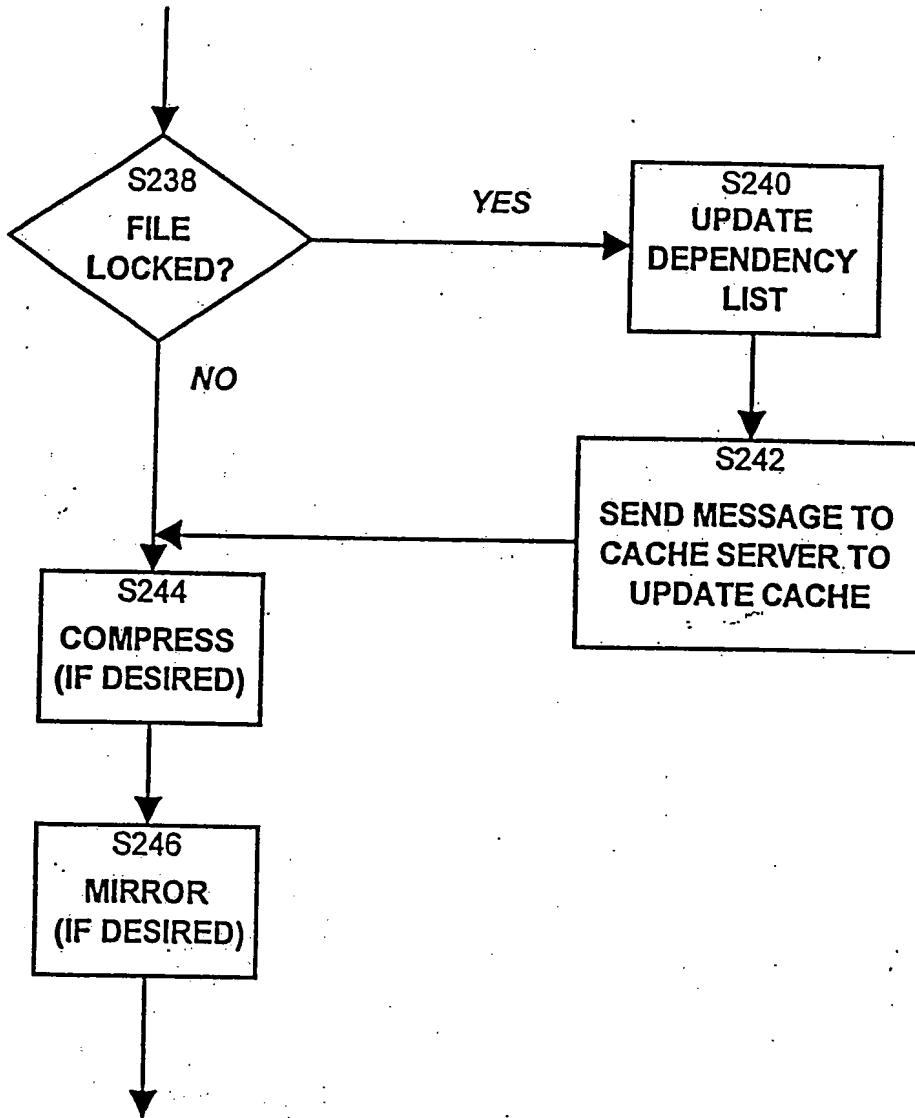 S238
FILE
LOCKED?
YES
S240
UPDATE
DEPENDENCY
LIST
NO
S242
SEND MESSAGE TO
CACHE SERVER TO
UPDATE CACHE
S244
COMPRESS
(IF DESIRED)
S246
MIRROR
(IF DESIRED)